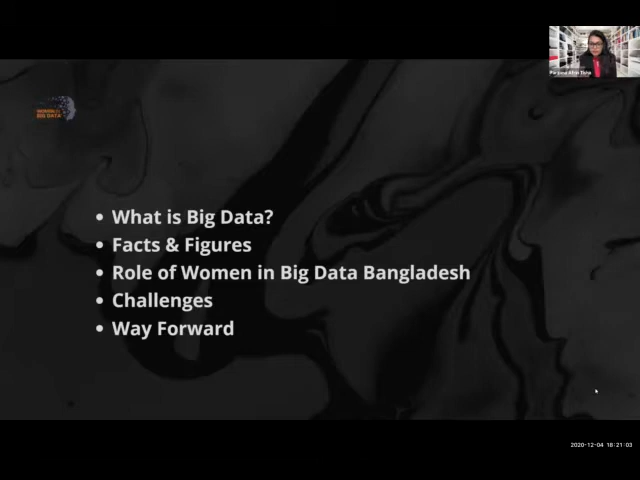 WOMEN IN
BIG DATA
• What is Big Data?
• Facts & Figures
• Role of Women in Big Data Bangladesh
• Challenges
• Way Forward
2020-12-04 18:21:03